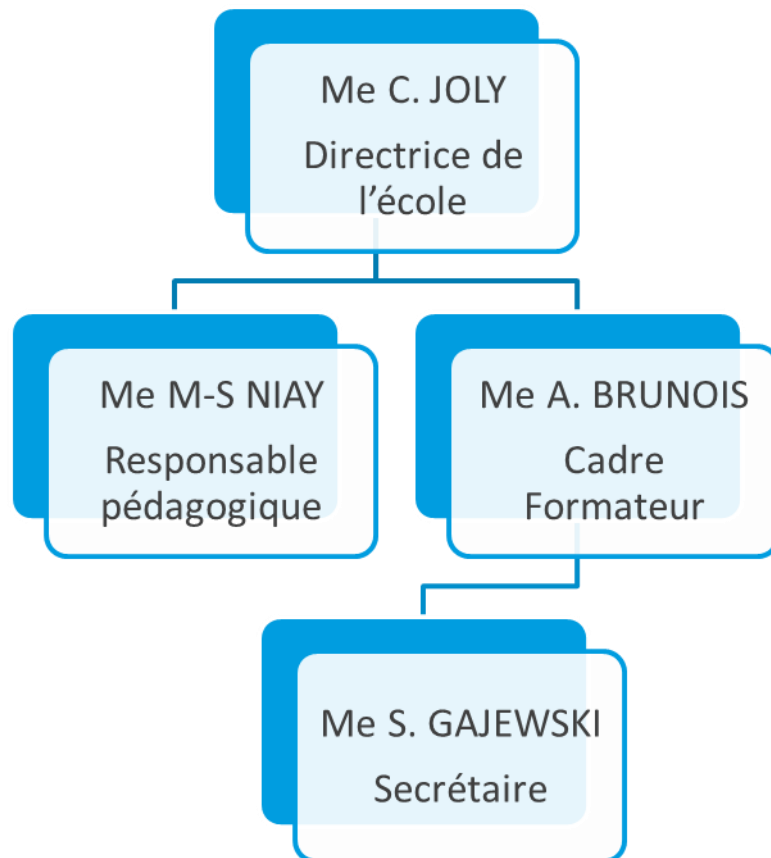 Me C. JOLY
Directrice de
l’école
Me M-S NIAY
Responsable
pédagogique
Me A. BRUNOIS
Cadre
Formateur
Me S. GAJEWSKI
Secrétaire